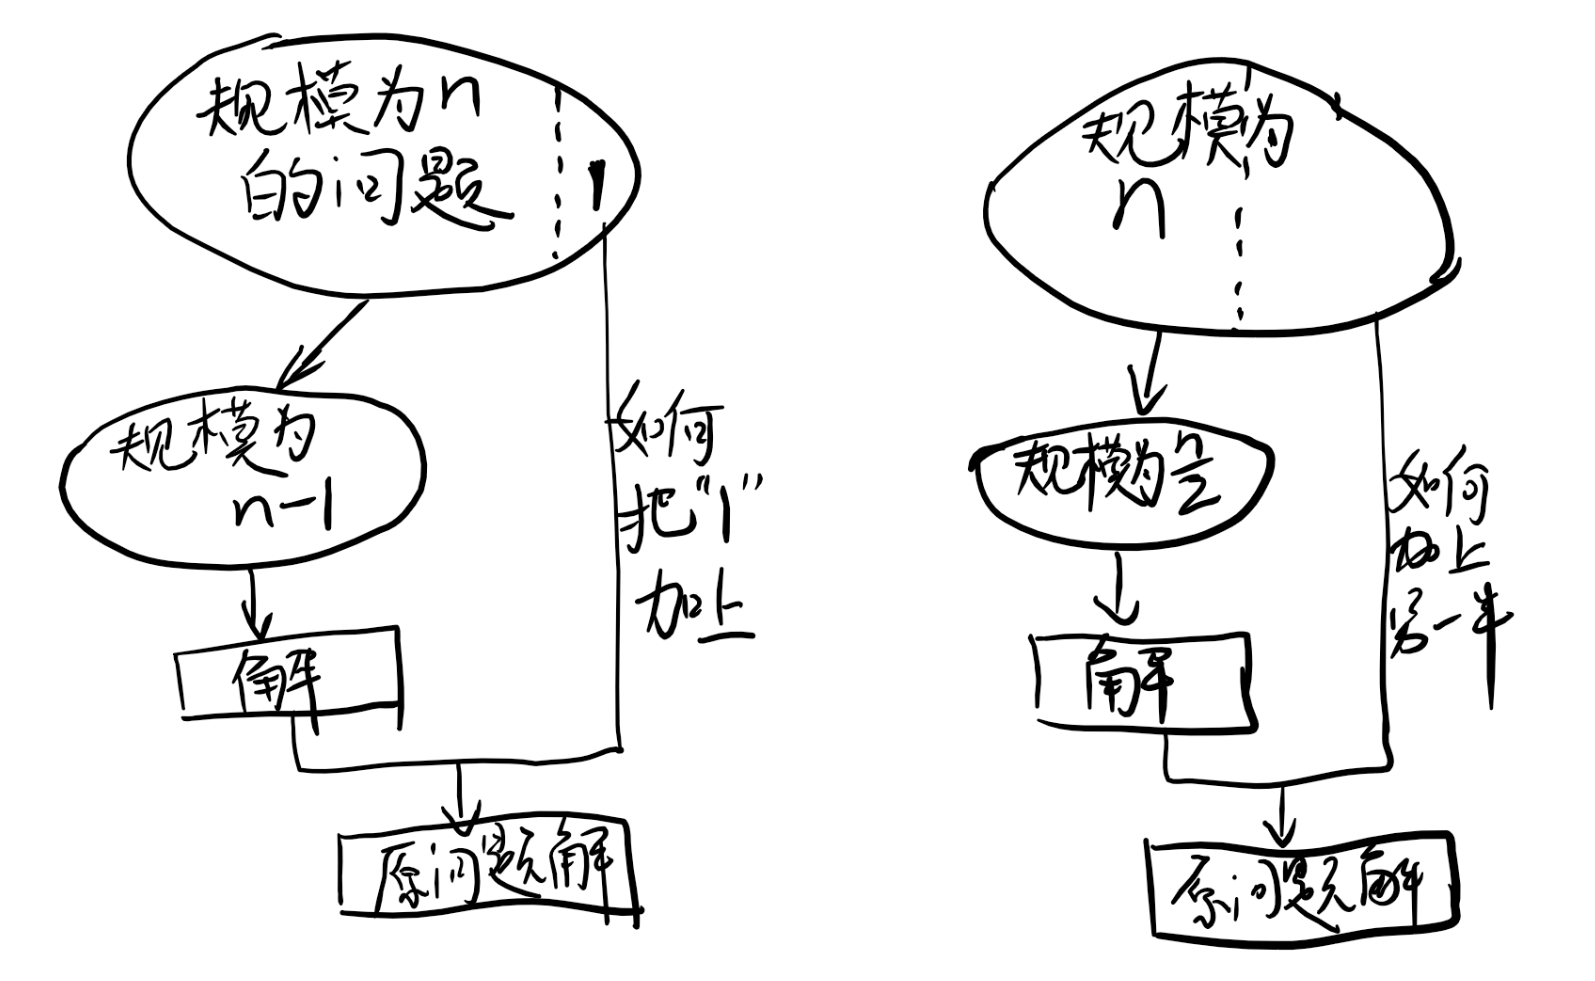 规模为n
的问题
1
规模为
n-1
解
如何
把“1”
加上
原问题解
规模为
n
规模为n/2
解
如何
加上
另一半
原问题解